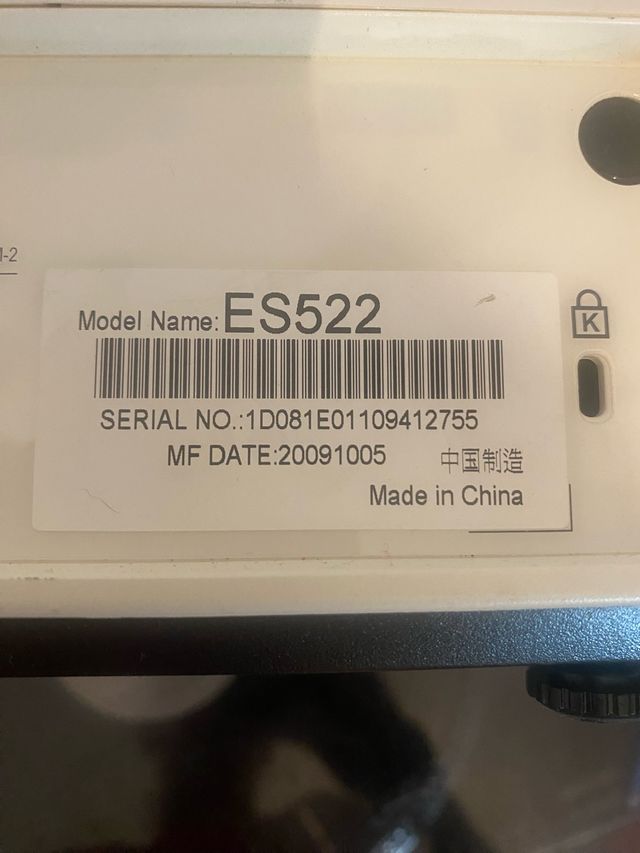 Model Name: ES522
SERIAL NO.:1D081E01109412755
MF DATE:20091005 中国制造
Made in China
K